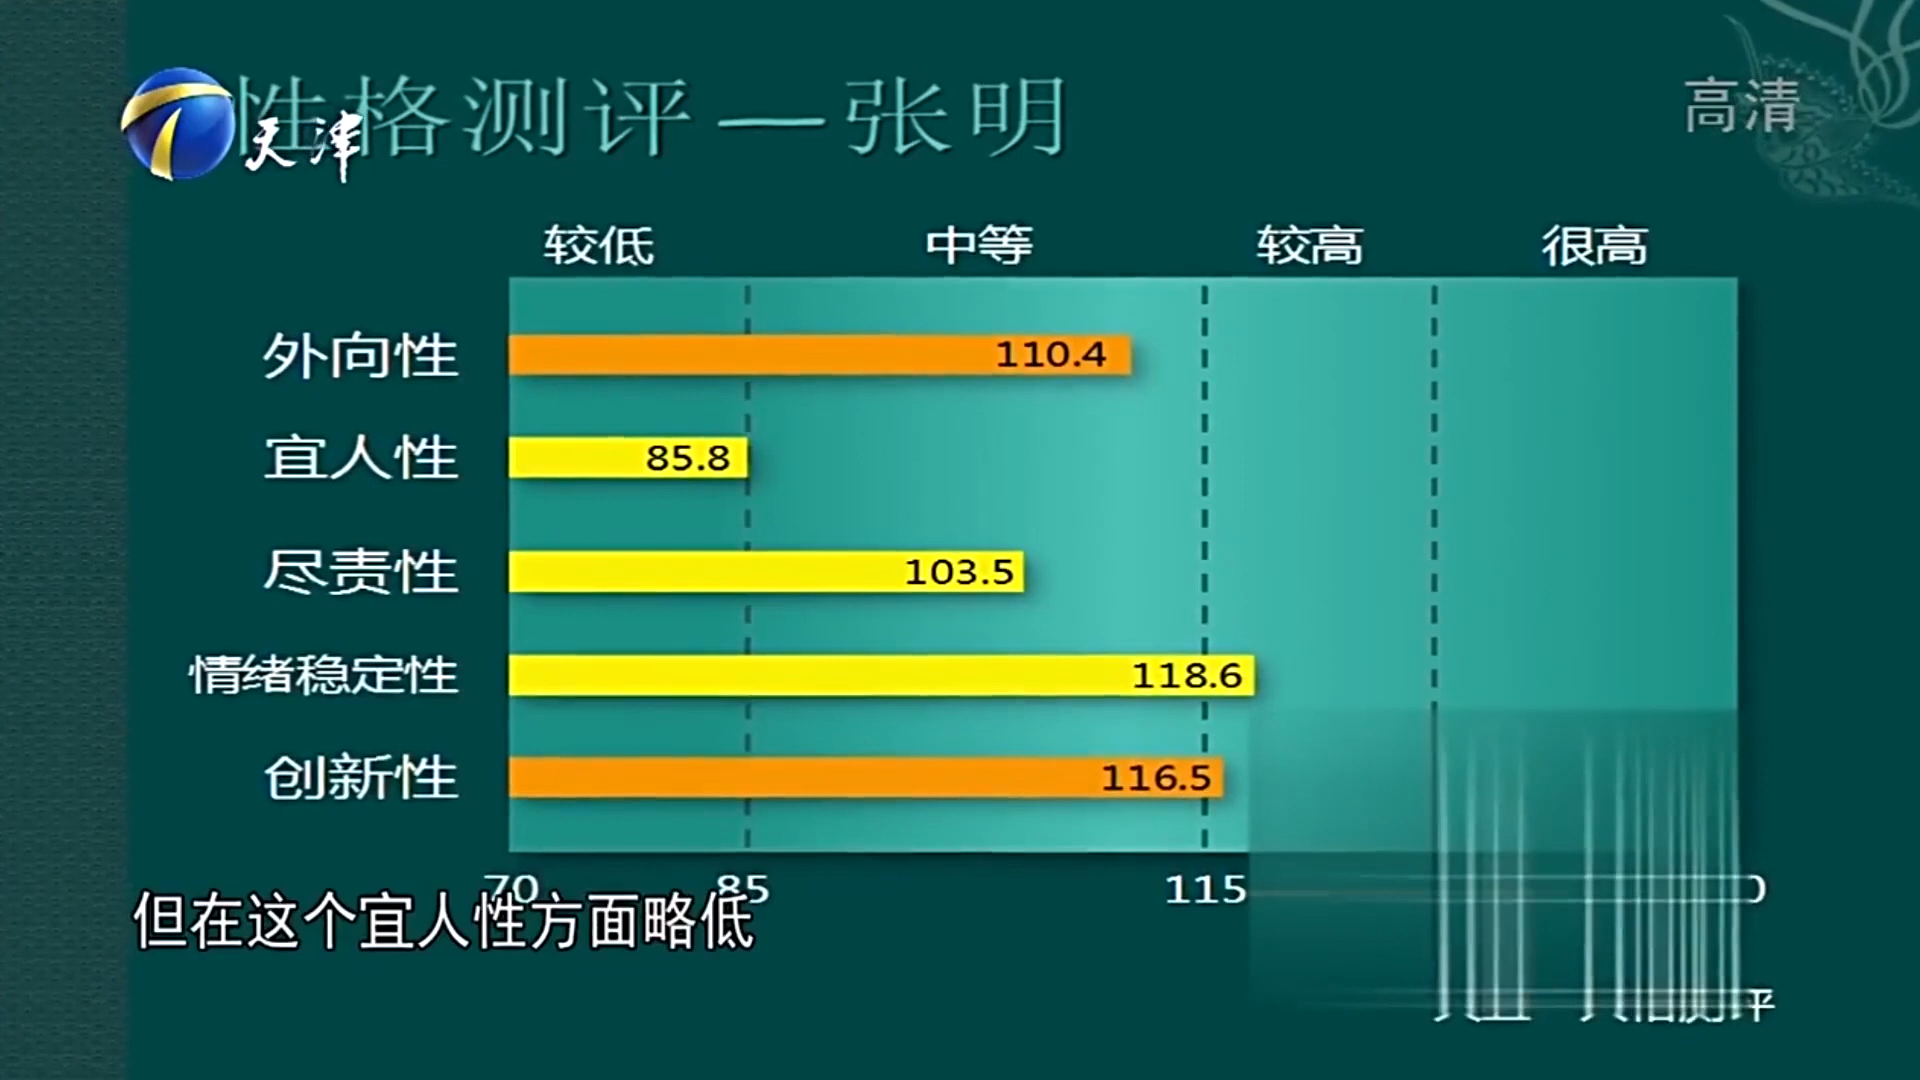 性格测评—张明
天津
高清
较低 中等 较高 很高
外向性 110.4
宜人性 85.8
尽责性 103.5
情绪稳定性 118.6
创新性 116.5
70 85 115
但在这个宜人性方面略低